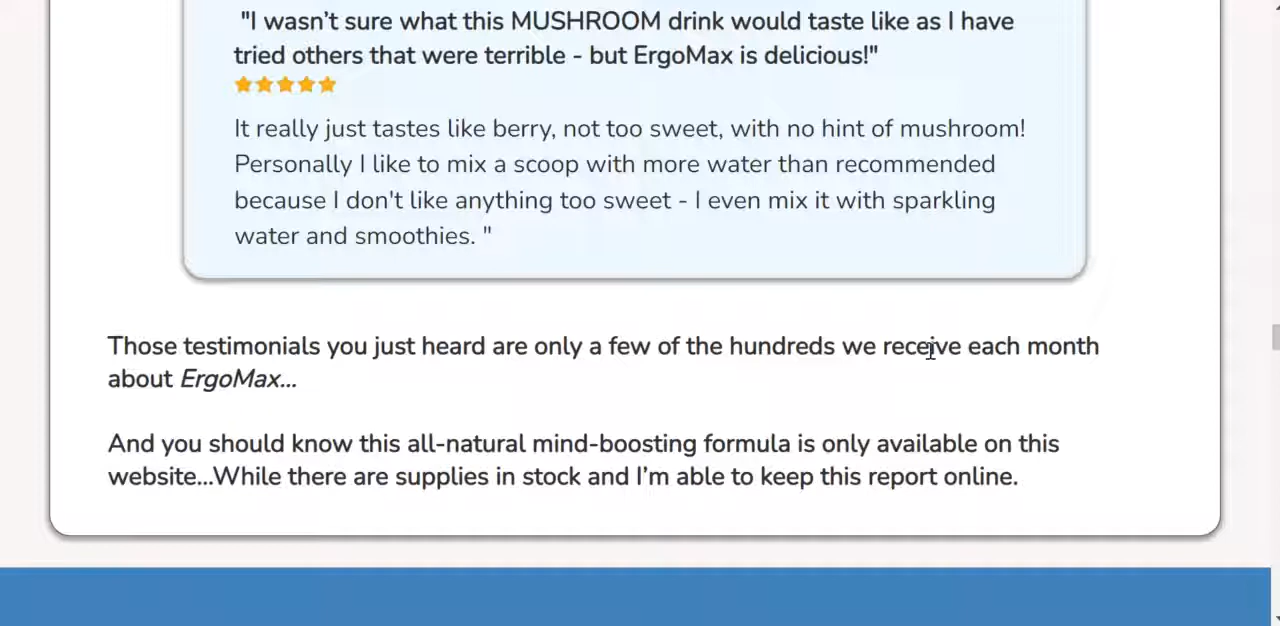 "I wasn’t sure what this MUSHROOM drink would taste like as I have
tried others that were terrible - but ErgoMax is delicious!"
It really just tastes like berry, not too sweet, with no hint of mushroom!
Personally I like to mix a scoop with more water than recommended
because I don't like anything too sweet - I even mix it with sparkling
water and smoothies. "
Those testimonials you just heard are only a few of the hundreds we receive each month
about ErgoMax...
And you should know this all-natural mind-boosting formula is only available on this
website...While there are supplies in stock and I’m able to keep this report online.